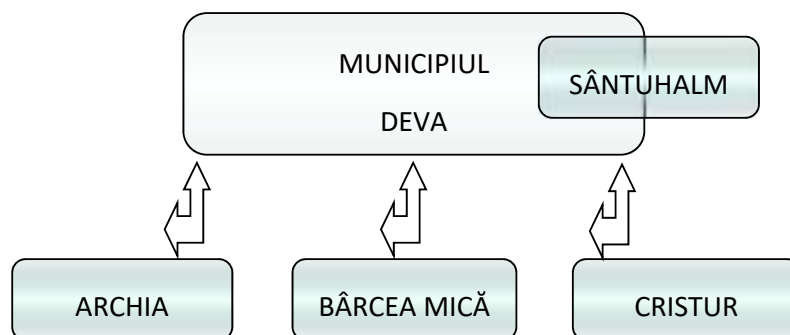 MUNICIPIUL
DEVA
SÂNTUHALM
ARCHIA
BÂRCEA MICĂ
CRISTUR